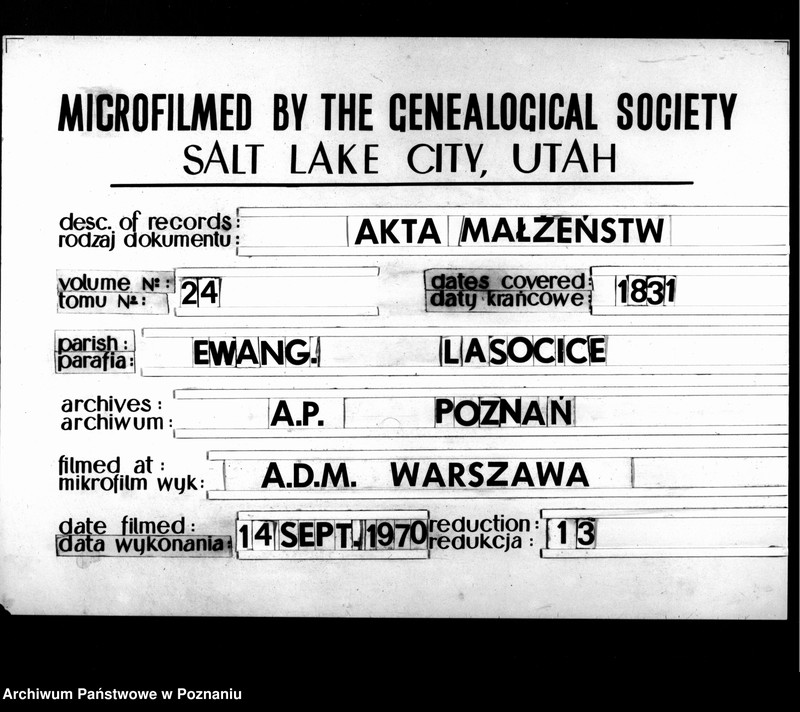 MICROFILMED BY THE GENEALOGICAL SOCIETY
SALT LAKE CITY, UTAH
desc. of records:
rodzaj dokumentu:
AKTA MAŁŻEŃSTW
volume №:
tomu №:
24
dates covered:
daty krańcowe:
1831
parish:
parafia:
EWANG. LASOCICE
archives:
archiwum:
A.P. POZNAŃ
filmed at:
mikrofilm wyk:
A.D.M. WARSZAWA
date filmed:
data wykonania:
14 SEPT. 1970
reduction:
redukcja:
13
Archiwum Państwowe w Poznaniu